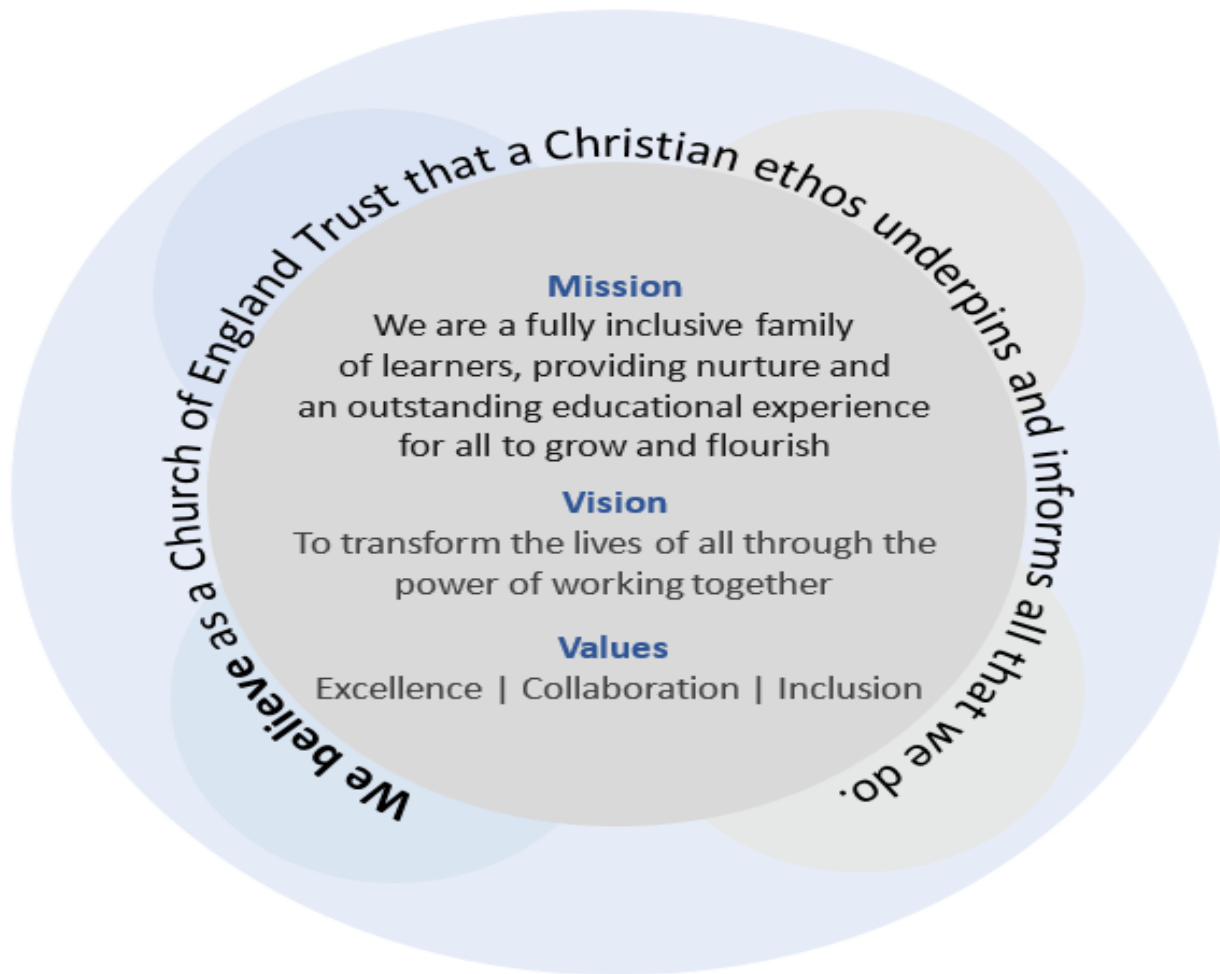 We believe as a Church of England Trust that a Christian ethos underpins and informs all that we do.
Mission
We are a fully inclusive family
of learners, providing nurture and
an outstanding educational experience
for all to grow and flourish
Vision
To transform the lives of all through the
power of working together
Values
Excellence | Collaboration | Inclusion